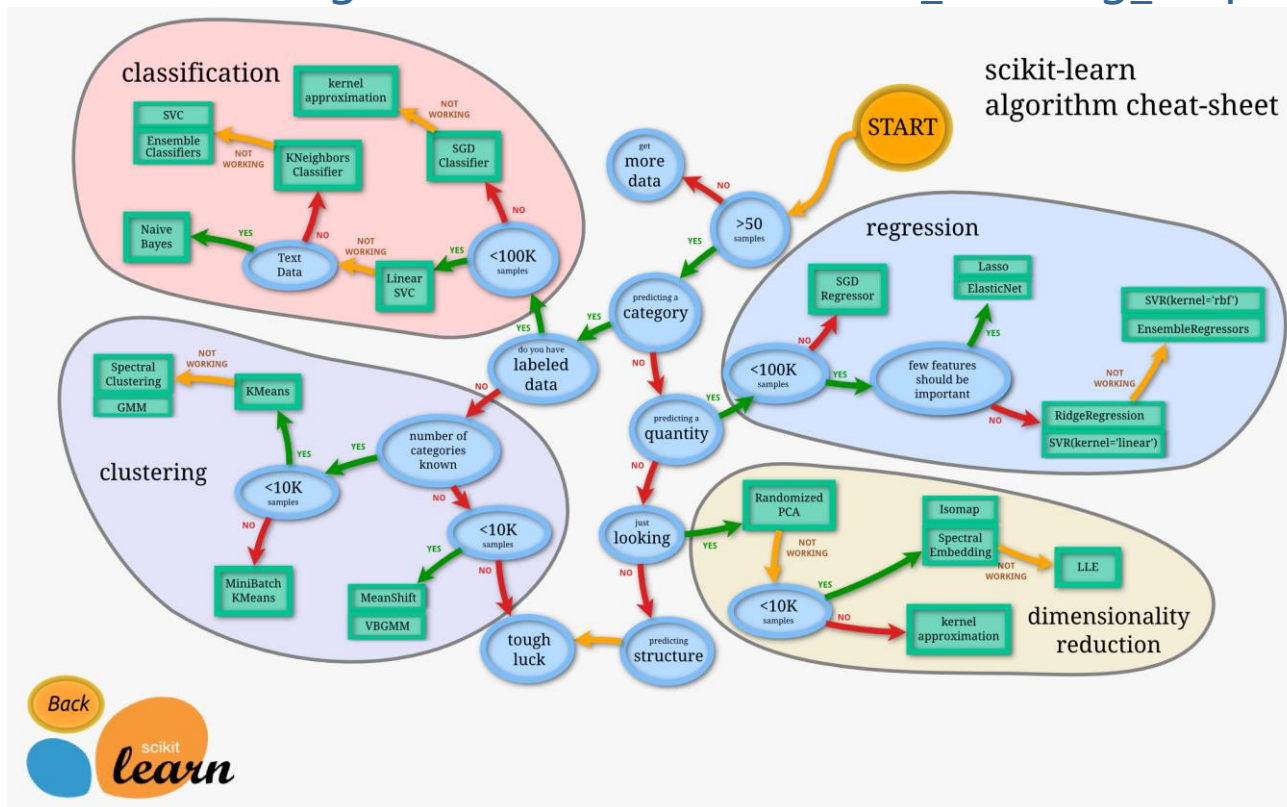 scikit-learn
algorithm cheat-sheet
START
classification
kernel
approximation
NOT
WORKING
SVC
Ensemble
Classifiers
NOT
WORKING
KNeighbors
Classifier
SGD
Classifier
NO
Naive
Bayes
YES
Text
Data
NO
NOT
WORKING
Linear
SVC
YES
<100K
samples
YES
get
more
data
NO
>50
samples
YES
predicting a
category
YES
NO
do you have
labeled
data
NO
predicting a
quantity
YES
NO
just
looking
YES
NO
predicting
structure
tough
luck
regression
SGD
Regressor
NO
<100K
samples
YES
Lasso
ElasticNet
YES
few features
should be
important
NO
SVR(kernel='rbf')
EnsembleRegressors
NOT
WORKING
RidgeRegression
SVR(kernel='linear')
clustering
Spectral
Clustering
GMM
NOT
WORKING
KMeans
YES
number of
categories
known
YES
NO
<10K
samples
NO
MiniBatch
KMeans
<10K
samples
YES
NO
MeanShift
VBGMM
dimensionality
reduction
Randomized
PCA
NOT
WORKING
<10K
samples
YES
NO
Isomap
Spectral
Embedding
NOT
WORKING
LLE
kernel
approximation
Back
scikit
learn